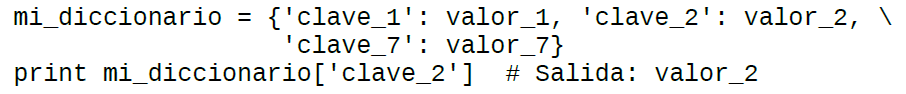 mi_diccionario = {'clave_1': valor_1, 'clave_2': valor_2, \
'clave_7': valor_7}
print mi_diccionario['clave_2']  # Salida: valor_2